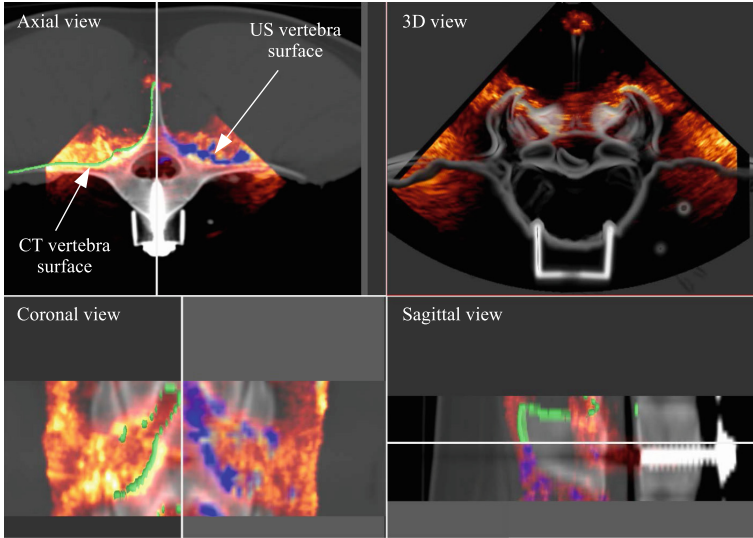 Axial view
US vertebra
surface
CT vertebra
surface
3D view
Coronal view
Sagittal view